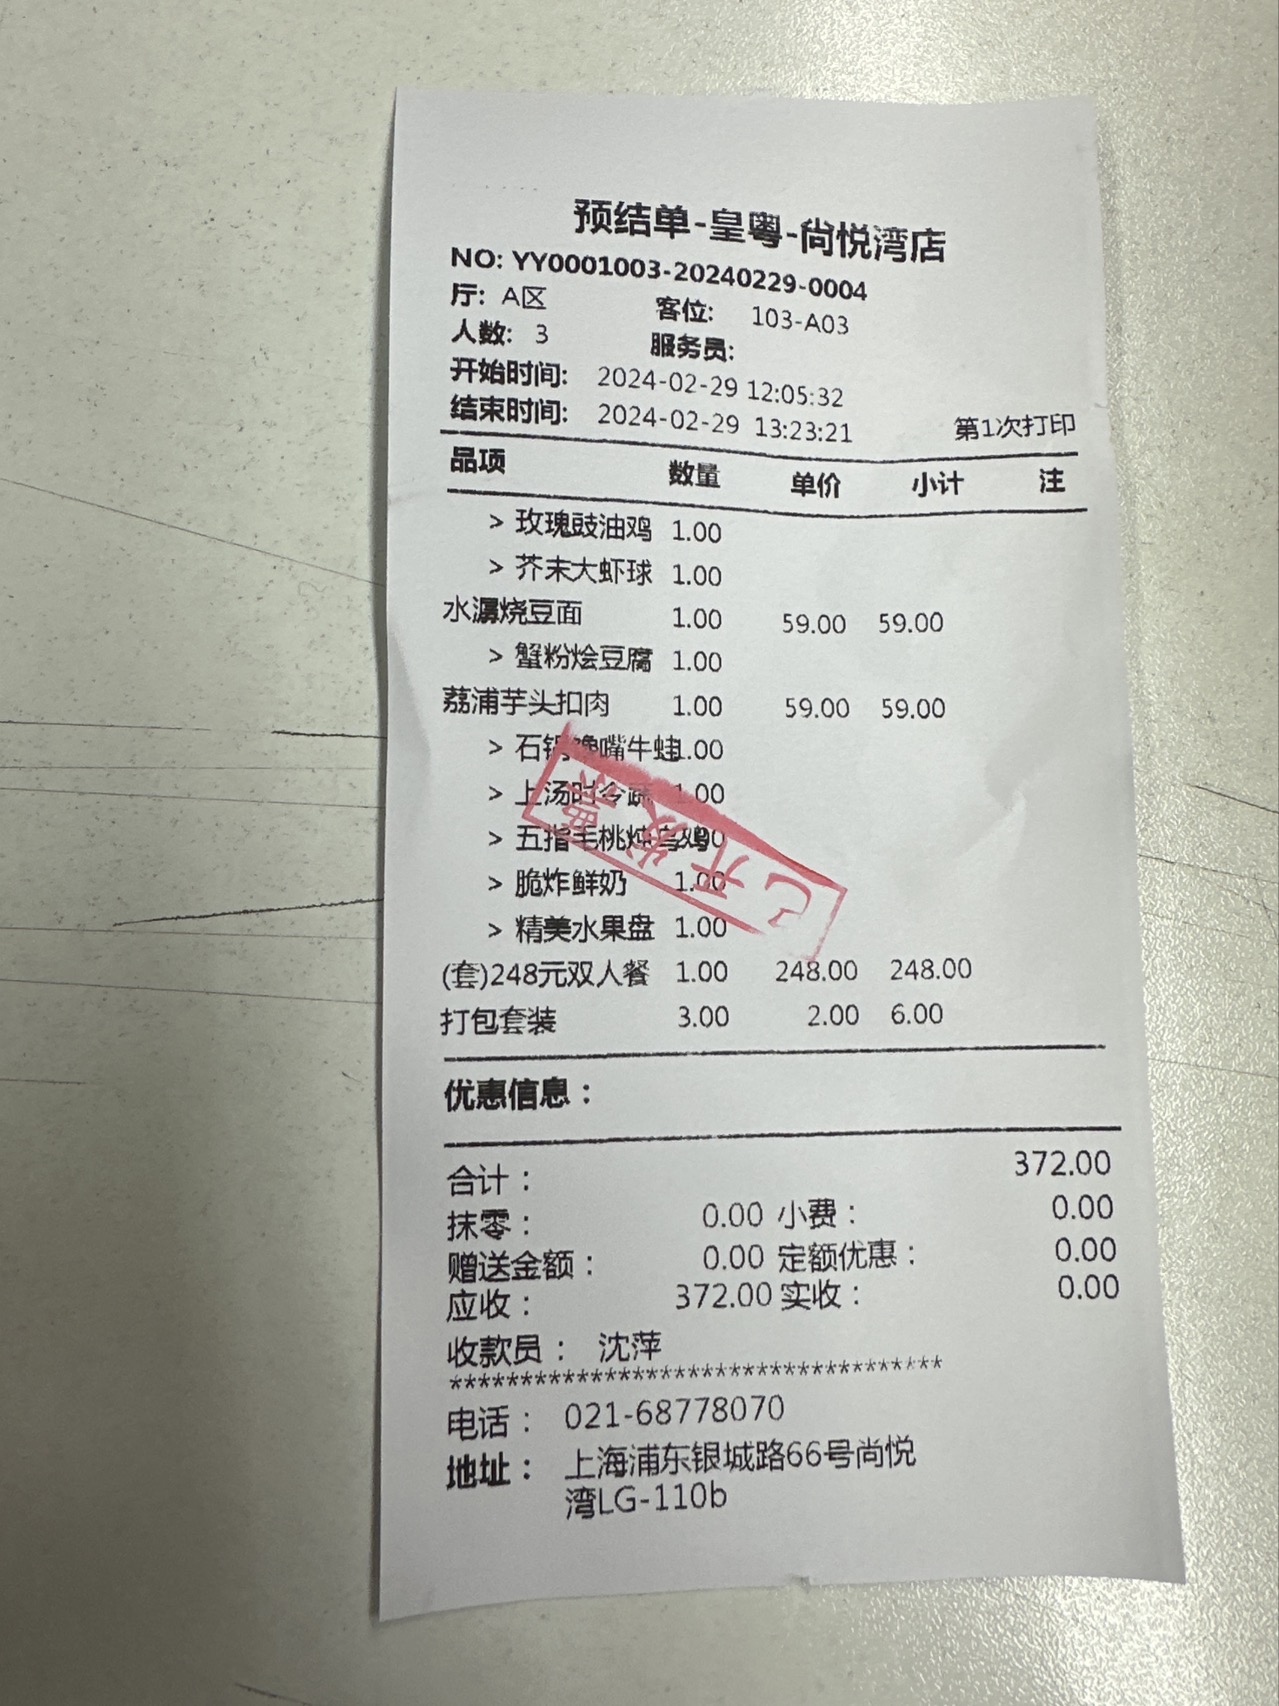 预结单-皇粤-尚悦湾店
NO: YY0001003-20240229-0004
厅: A区 客位: 103-A03
人数: 3 服务员:
开始时间: 2024-02-29 12:05:32
结束时间: 2024-02-29 13:23:21 第1次打印
品项 数量 单价 小计 注
> 玫瑰豉油鸡 1.00
> 芥末大虾球 1.00
水潺烧豆面 1.00 59.00 59.00
> 蟹粉烩豆腐 1.00
荔浦芋头扣肉 1.00 59.00 59.00
> 石锅馋嘴牛蛙1.00
> 上汤时令蔬 1.00
> 五指毛桃炖乌鸡
> 脆炸鲜奶 1.00
> 精美水果盘 1.00
(套)248元双人餐 1.00 248.00 248.00
打包套装 3.00 2.00 6.00
已开发票
优惠信息：
合计： 372.00
抹零： 0.00 小费： 0.00
赠送金额： 0.00 定额优惠： 0.00
应收： 372.00 实收： 0.00
收款员： 沈萍
***********************************
电话： 021-68778070
地址： 上海浦东银城路66号尚悦
湾LG-110b